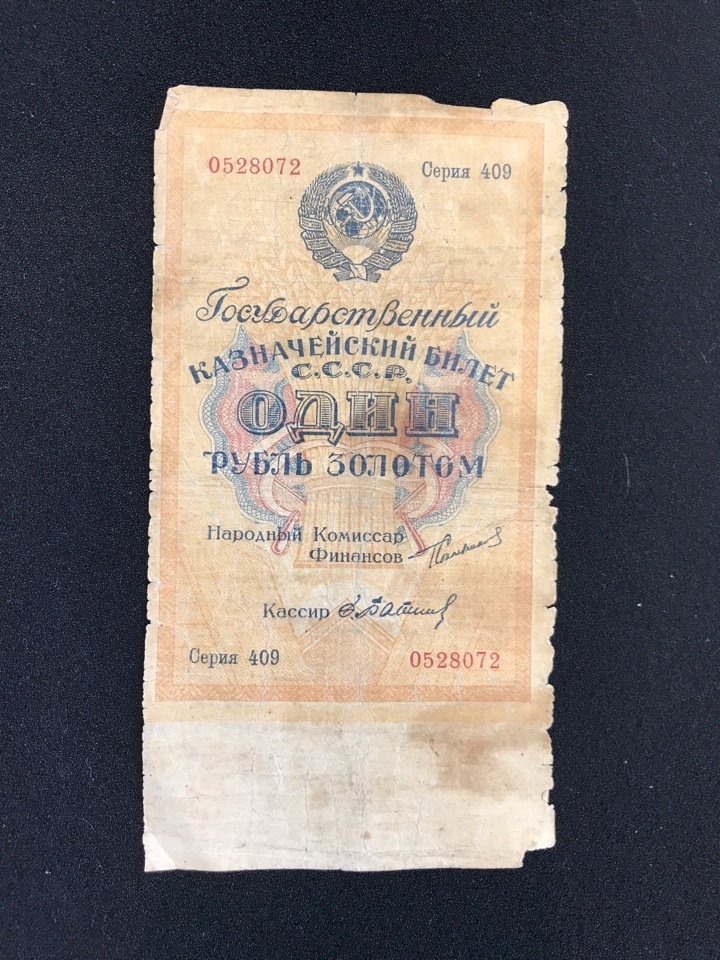 0528072 Серия 409
Государственный
КАЗНАЧЕЙСКИЙ БИЛЕТ
С.С.С.Р.
ОДИН
РУБЛЬ ЗОЛОТОМ
Народный Комиссар
Финансов
Кассир
Серия 409 0528072